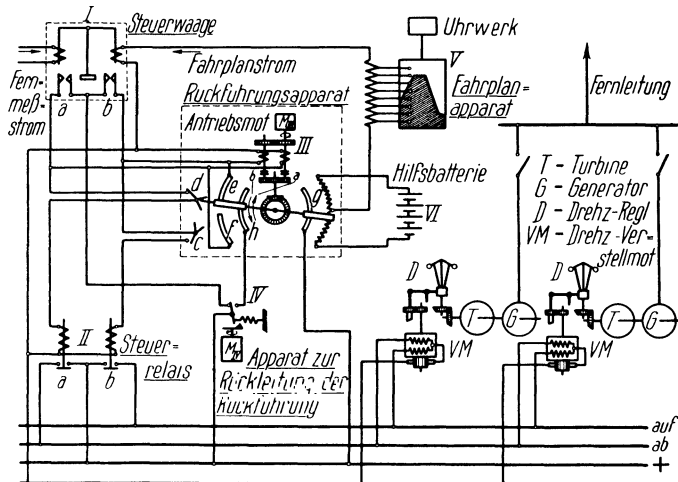 I
Steuerwaage
Uhrwerk
V
Fahrplan=
apparat
Fernleitung
Fern-
meß-
strom
a
b
Fahrplanstrom
Rückführungsapparat
Antriebsmot
M
III
d
e
g
f
h
c
Hilfsbatterie
VI
T - Turbine
G - Generator
D - Drehz-Regl
VM - Drehz-Ver-
stellmot
D
D
T
G
T
G
VM
VM
IV
M
II
a
b
Steuer=
relais
Apparat zur
Rückleitung der
Rückführung
auf
ab
+